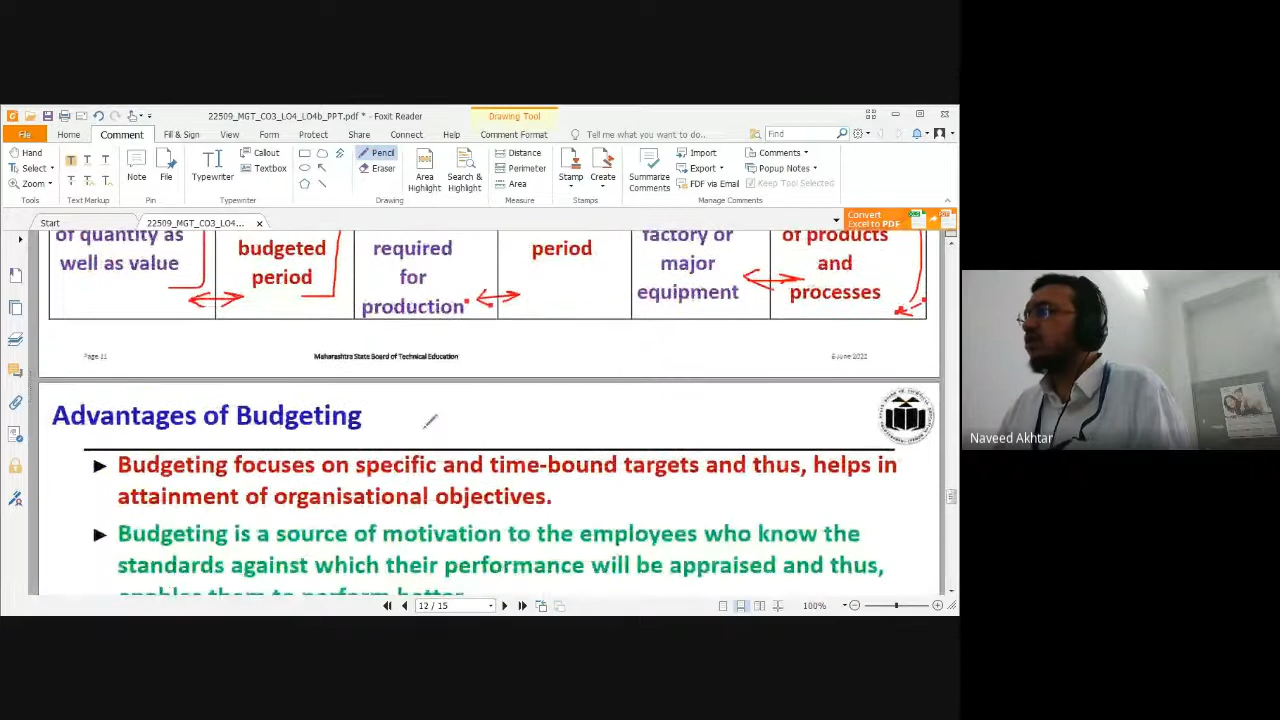 22509_MGT_CO3_LO4_LO4b_PPT.pdf * - Foxit Reader
Drawing Tool
File Home Comment Fill & Sign View Form Protect Share Connect Help Comment Format Tell me what you want to do.. Find
Hand
Select
Zoom
Tools
Text Markup
Note
File
Pin
Typewriter
Callout
Textbox
Typewriter
Pencil
Eraser
Drawing
Area Highlight
Search & Highlight
Distance
Perimeter
Area
Measure
Stamp
Create
Stamps
Summarize Comments
Import
Export
FDF via Email
Comments
Popup Notes
Keep Tool Selected
Manage Comments
Start
22509_MGT_CO3_LO4...
Convert
Excel to PDF
of quantity as
well as value
budgeted
period
required
for
production
period
factory or
major
equipment
of products
and
processes
Page 11
Maharashtra State Board of Technical Education
Advantages of Budgeting
► Budgeting focuses on specific and time-bound targets and thus, helps in
attainment of organisational objectives.
► Budgeting is a source of motivation to the employees who know the
standards against which their performance will be appraised and thus,
enables them to perform better.
12 / 15
100%
Naveed Akhtar